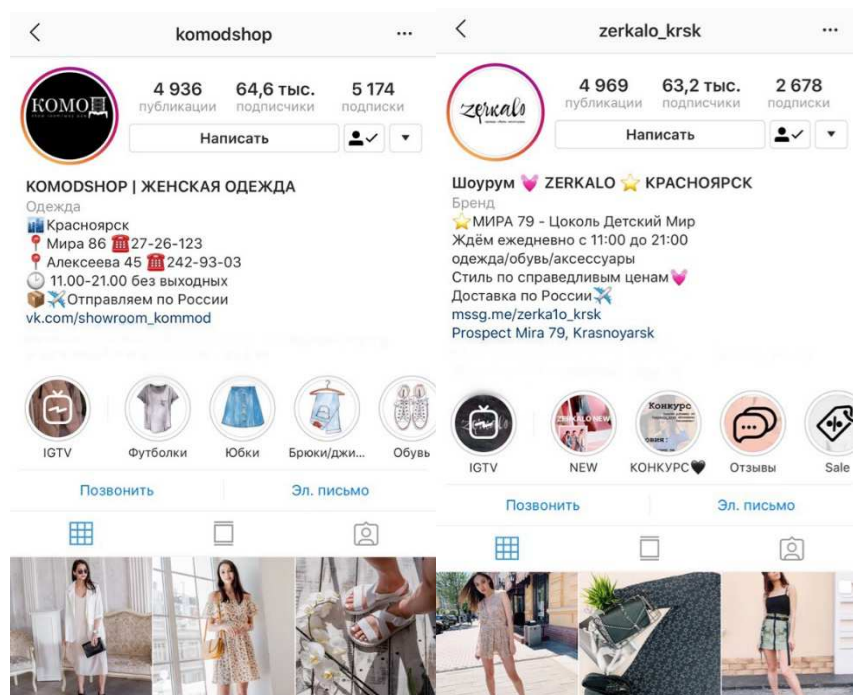 komodshop
КОМОД
4 936
64,6 тыс.
5 174
публикации
подписчики
подписки
Написать
KOMODSHOP | ЖЕНСКАЯ ОДЕЖДА
Одежда
Красноярск
Мира 86 27-26-123
Алексеева 45 242-93-03
11.00-21.00 без выходных
Отправляем по России
vk.com/showroom_kommod
IGTV
Футболки
Юбки
Брюки/джи...
Обувь
Позвонить
Эл. письмо
zerkalo_krsk
zerкalo
4 969
63,2 тыс.
2 678
публикации
подписчики
подписки
Написать
Шоурум ZERKALO КРАСНОЯРСК
Бренд
МИРА 79 - Цоколь Детский Мир
Ждём ежедневно с 11:00 до 21:00
одежда/обувь/аксессуары
Стиль по справедливым ценам
Доставка по России
mssg.me/zerka1o_krsk
Prospect Mira 79, Krasnoyarsk
ZERKALO NEW
Конкурс
IGTV
NEW
КОНКУРС
Отзывы
Sale
Позвонить
Эл. письмо